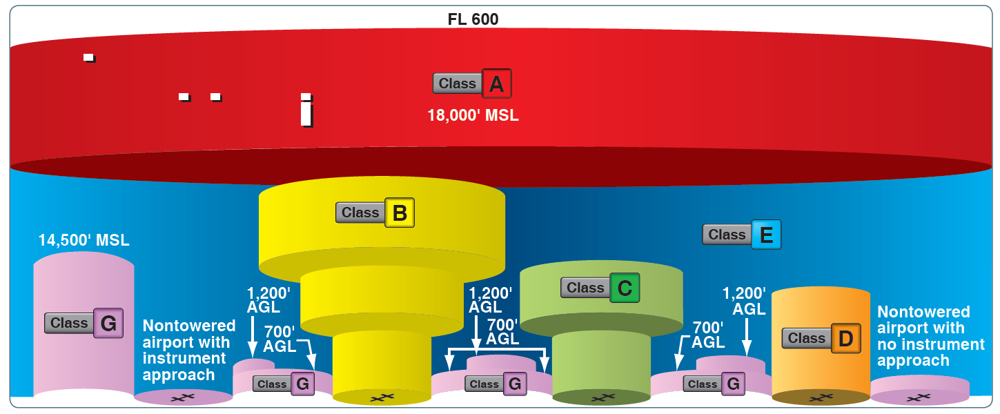 FL 600
Class A
18,000' MSL
Class B
Class E
14,500' MSL
Class G
Nontowered
airport with
instrument
approach
1,200'
AGL
700'
AGL
Class G
1,200'
AGL
700'
AGL
Class G
Class C
1,200'
AGL
700'
AGL
Class G
Class D
Nontowered
airport with
no instrument
approach